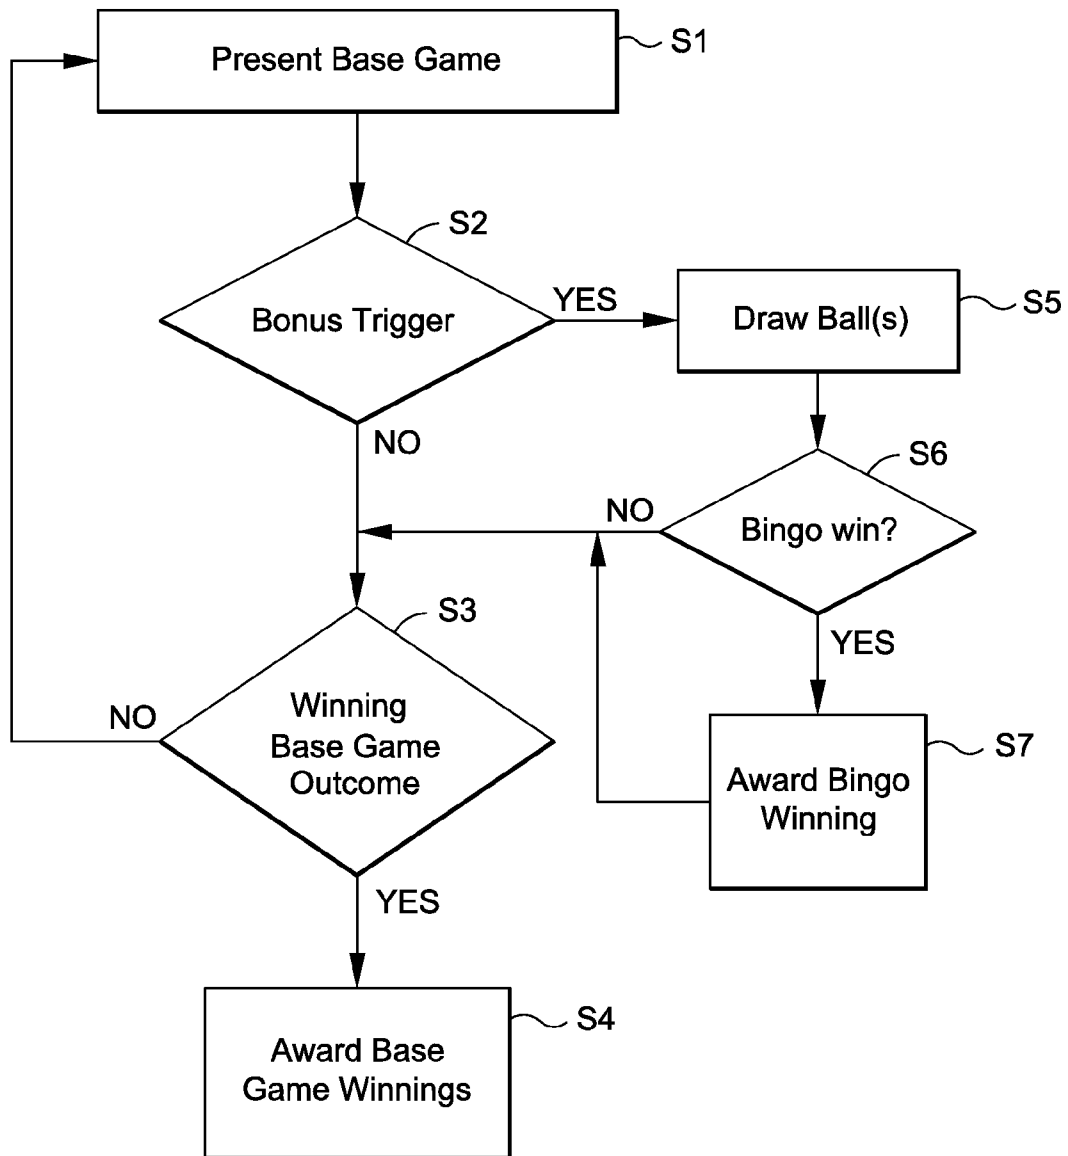 Present Base Game
S1
S2
Bonus Trigger
YES
Draw Ball(s)
S5
NO
S6
NO
Bingo win?
S3
YES
Winning
Base Game
Outcome
NO
S7
Award Bingo
Winning
YES
S4
Award Base
Game Winnings